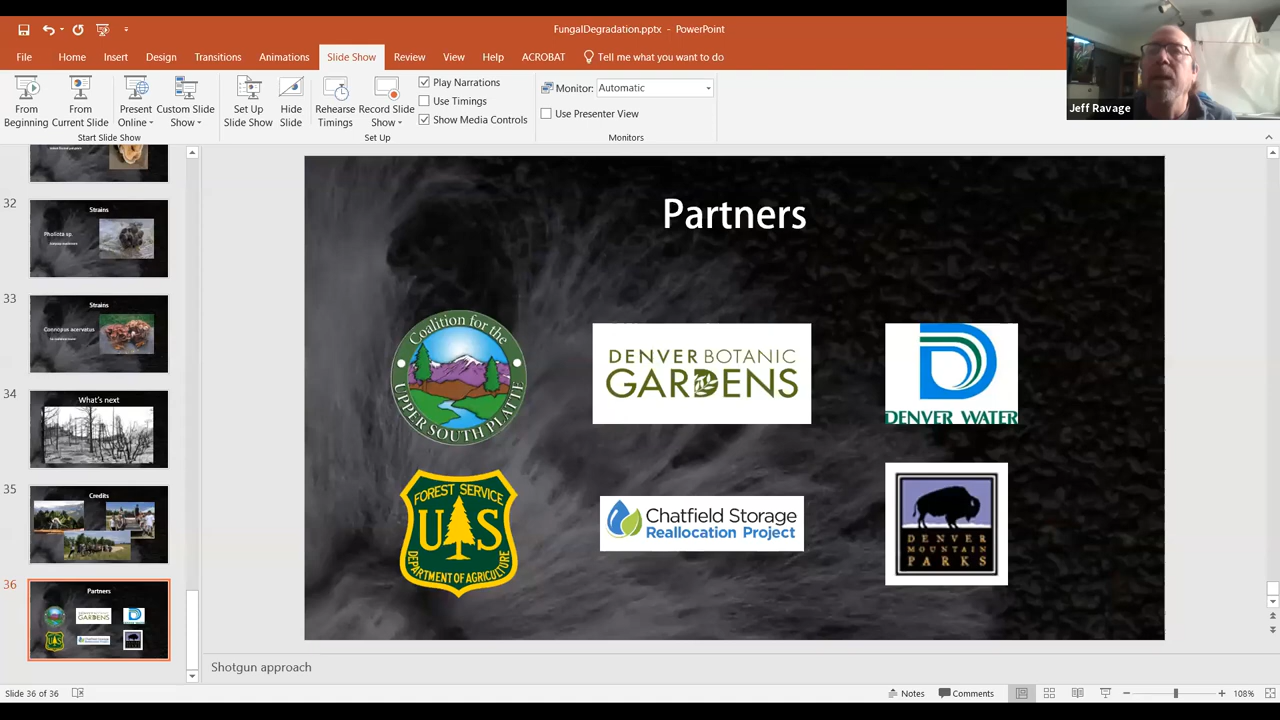 FungalDegradation.pptx - PowerPoint
File Home Insert Design Transitions Animations Slide Show Review View Help ACROBAT Tell me what you want to do
From Beginning
From Current Slide
Present Online
Custom Slide Show
Start Slide Show
Set Up Slide Show
Hide Slide
Rehearse Timings
Record Slide Show
Play Narrations
Use Timings
Show Media Controls
Set Up
Monitor: Automatic
Use Presenter View
Monitors
Jeff Ravage
32
Strains
Pholiota sp.
33
Strains
Connopus acervatus
34
What's next
35
Credits
36
Partners
GARDENS
Partners
Coalition for the
UPPER SOUTH PLATTE
DENVER BOTANIC
GARDENS
DENVER WATER
FOREST SERVICE
US
DEPARTMENT OF AGRICULTURE
Chatfield Storage
Reallocation Project
DENVER
MOUNTAIN
PARKS
Shotgun approach
Slide 36 of 36
Notes
Comments
108%